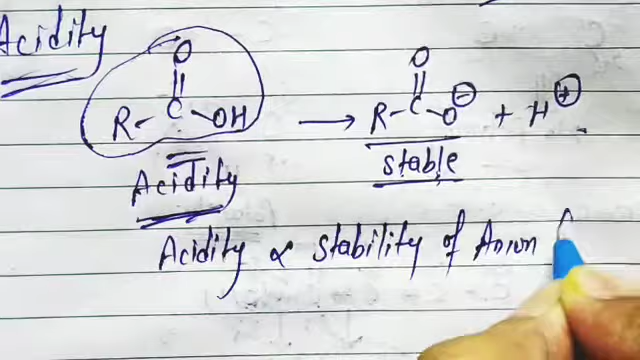 Acidity
O
||
R-C-OH → R-C-O⊖ + H⊕
Acidity
stable
Acidity ∝ Stability of Anion